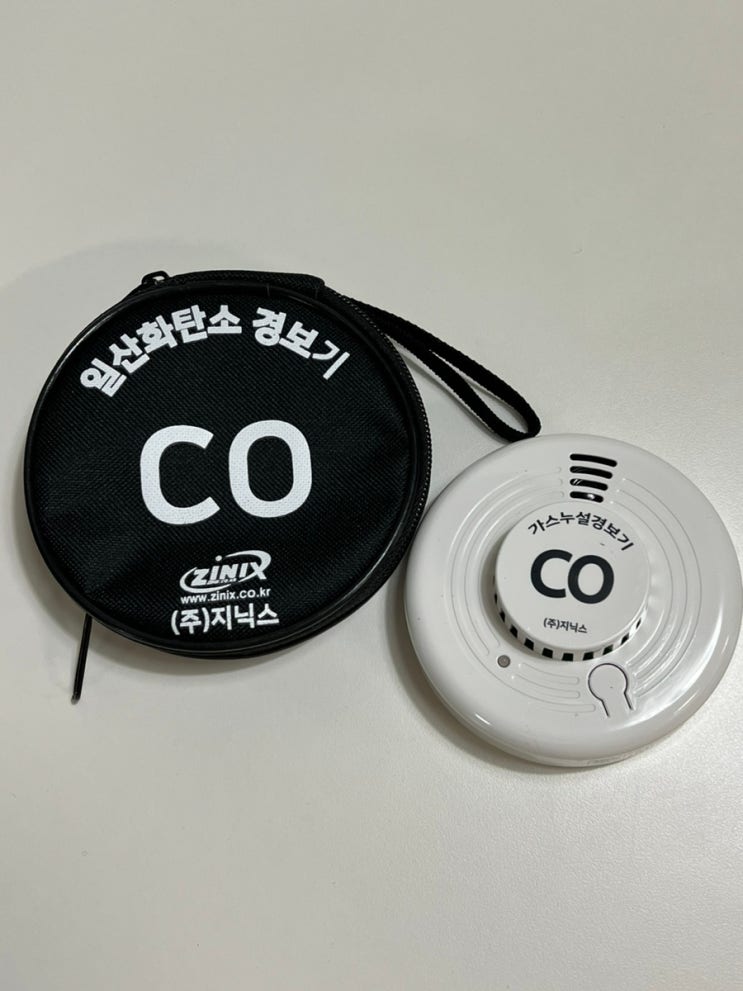 일산화탄소 경보기
CO
ZINIX
www.zinix.co.kr
(주)지닉스
가스누설경보기
CO
(주)지닉스